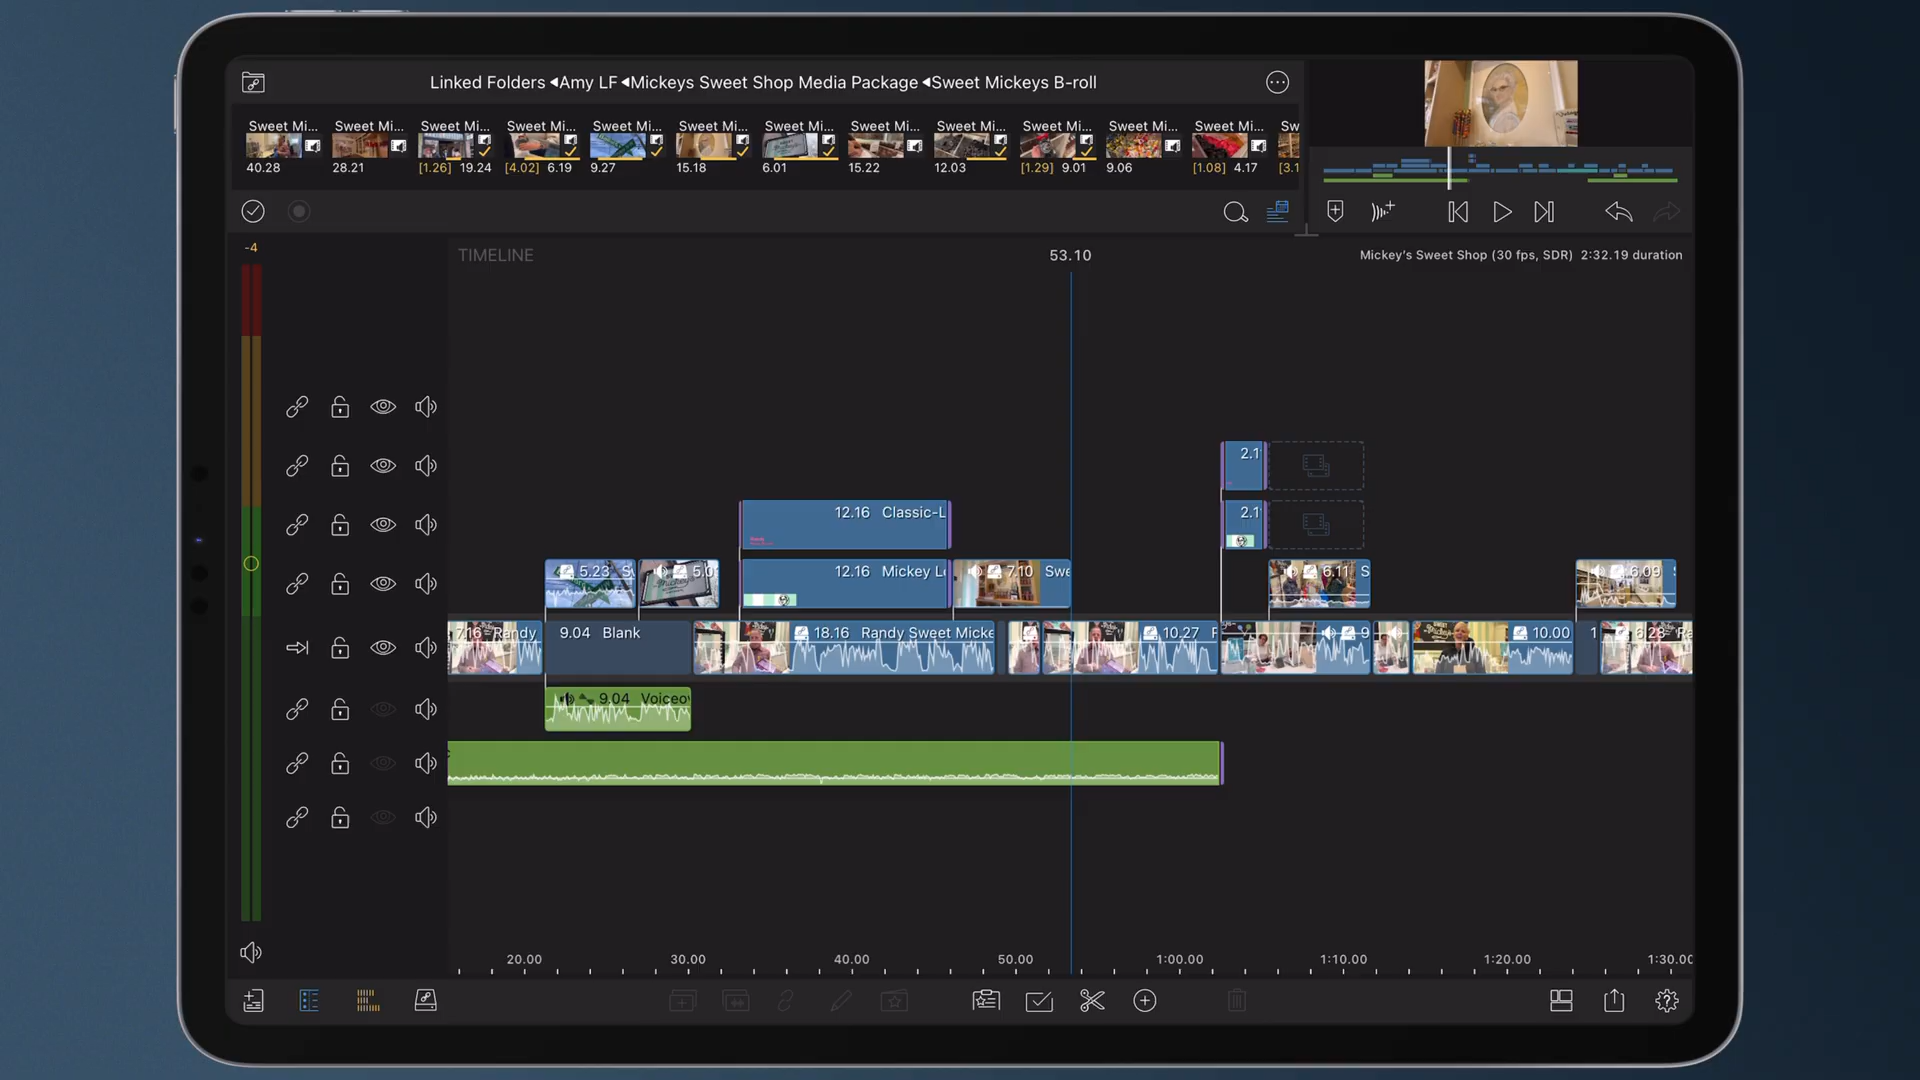 Linked Folders ◂Amy LF ◂Mickeys Sweet Shop Media Package ◂Sweet Mickeys B-roll
Sweet Mi... Sweet Mi... Sweet Mi... Sweet Mi... Sweet Mi... Sweet Mi... Sweet Mi... Sweet Mi... Sweet Mi... Sweet Mi... Sweet Mi... Sweet Mi... Sw
40.28 28.21 [1.26] 19.24 [4.02] 6.19 9.27 15.18 6.01 15.22 12.03 [1.29] 9.01 9.06 [1.08] 4.17 [3.1
-4
TIMELINE
53.10
Mickey's Sweet Shop (30 fps, SDR) 2:32.19 duration
2.1
12.16 Classic-L
2.1
5.23 S
5.0
12.16 Mickey L
7.10 Swe
6.11 S
6.09
7.16 Randy
9.04 Blank
18.16 Randy Sweet Micke
10.27
9
10.00
1
6.28 Ra
9.04 Voiceo
20.00 30.00 40.00 50.00 1:00.00 1:10.00 1:20.00 1:30.00